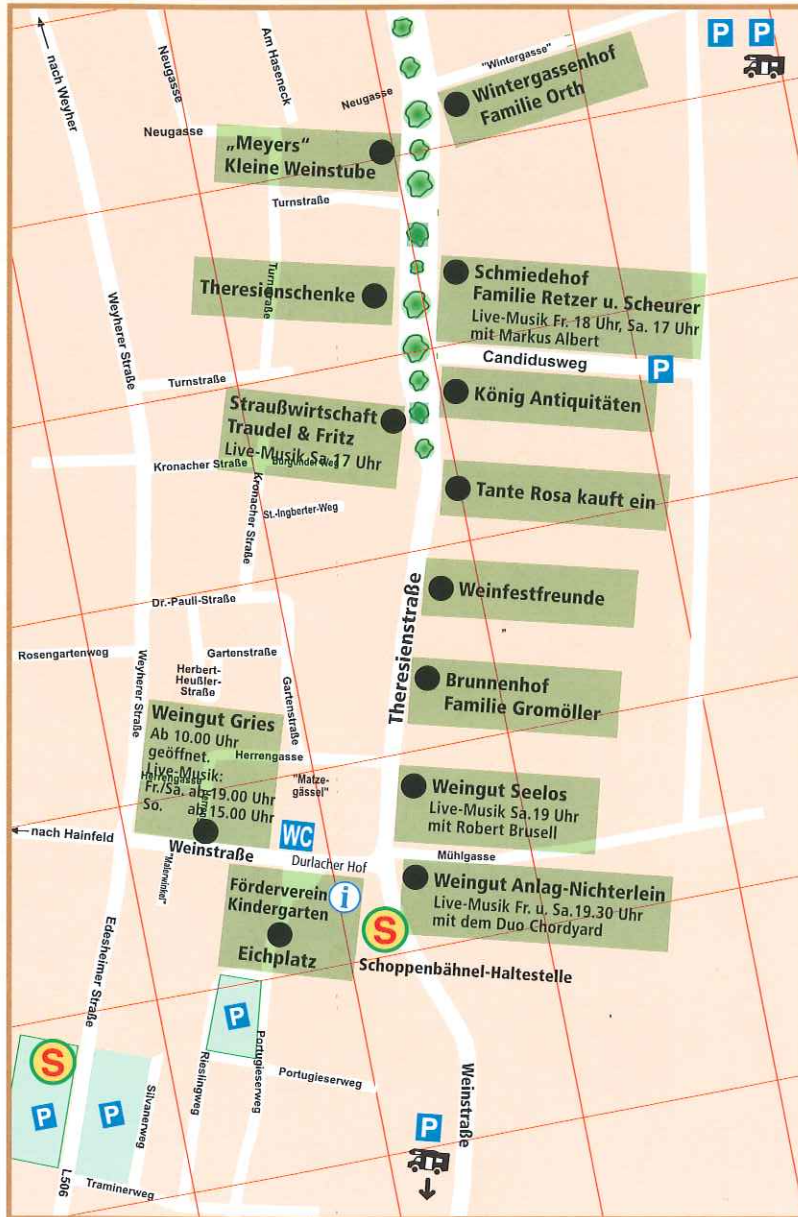 nach Weyher
Neugasse
Am Haseneck
"Wintergasse"
P P
Neugasse
Neugasse
Wintergassenhof
Familie Orth
„Meyers“
Kleine Weinstube
Turnstraße
Turnstraße
Theresienschenke
Schmiedehof
Familie Retzer u. Scheurer
Live-Musik Fr. 18 Uhr, Sa. 17 Uhr
mit Markus Albert
Weyherer Straße
Candidusweg
P
Turnstraße
König Antiquitäten
Straußwirtschaft
Traudel & Fritz
Live-Musik Sa.17 Uhr
Kronacher Straße
Burgunder-Weg
Kronacher Straße
St.-Ingberter-Weg
Tante Rosa kauft ein
Theresienstraße
Weinfestfreunde
Dr.-Pauli-Straße
Rosengartenweg
Gartenstraße
Herbert-
Heußler-
Straße
Gartenstraße
Weyherer Straße
Brunnenhof
Familie Gromöller
Weingut Gries
Ab 10.00 Uhr
geöffnet.
Live-Musik:
Fr./Sa. ab 19.00 Uhr
So. ab 15.00 Uhr
Herrengasse
Herrengasse
"Matze-
gässel"
Weingut Seelos
Live-Musik Sa.19 Uhr
mit Robert Brusell
nach Hainfeld
Weinstraße
WC
Durlacher Hof
Mühlgasse
"Malerwinkel"
Förderverein
Kindergarten
i
Eichplatz
Weingut Anlag-Nichterlein
Live-Musik Fr. u. Sa.19.30 Uhr
mit dem Duo Chordyard
S
Schoppenbähnel-Haltestelle
Edesheimer Straße
P
Rieslingweg
Portugieserweg
Portugieserweg
S
P
P
Silvanerweg
Weinstraße
P
L506
Traminerweg